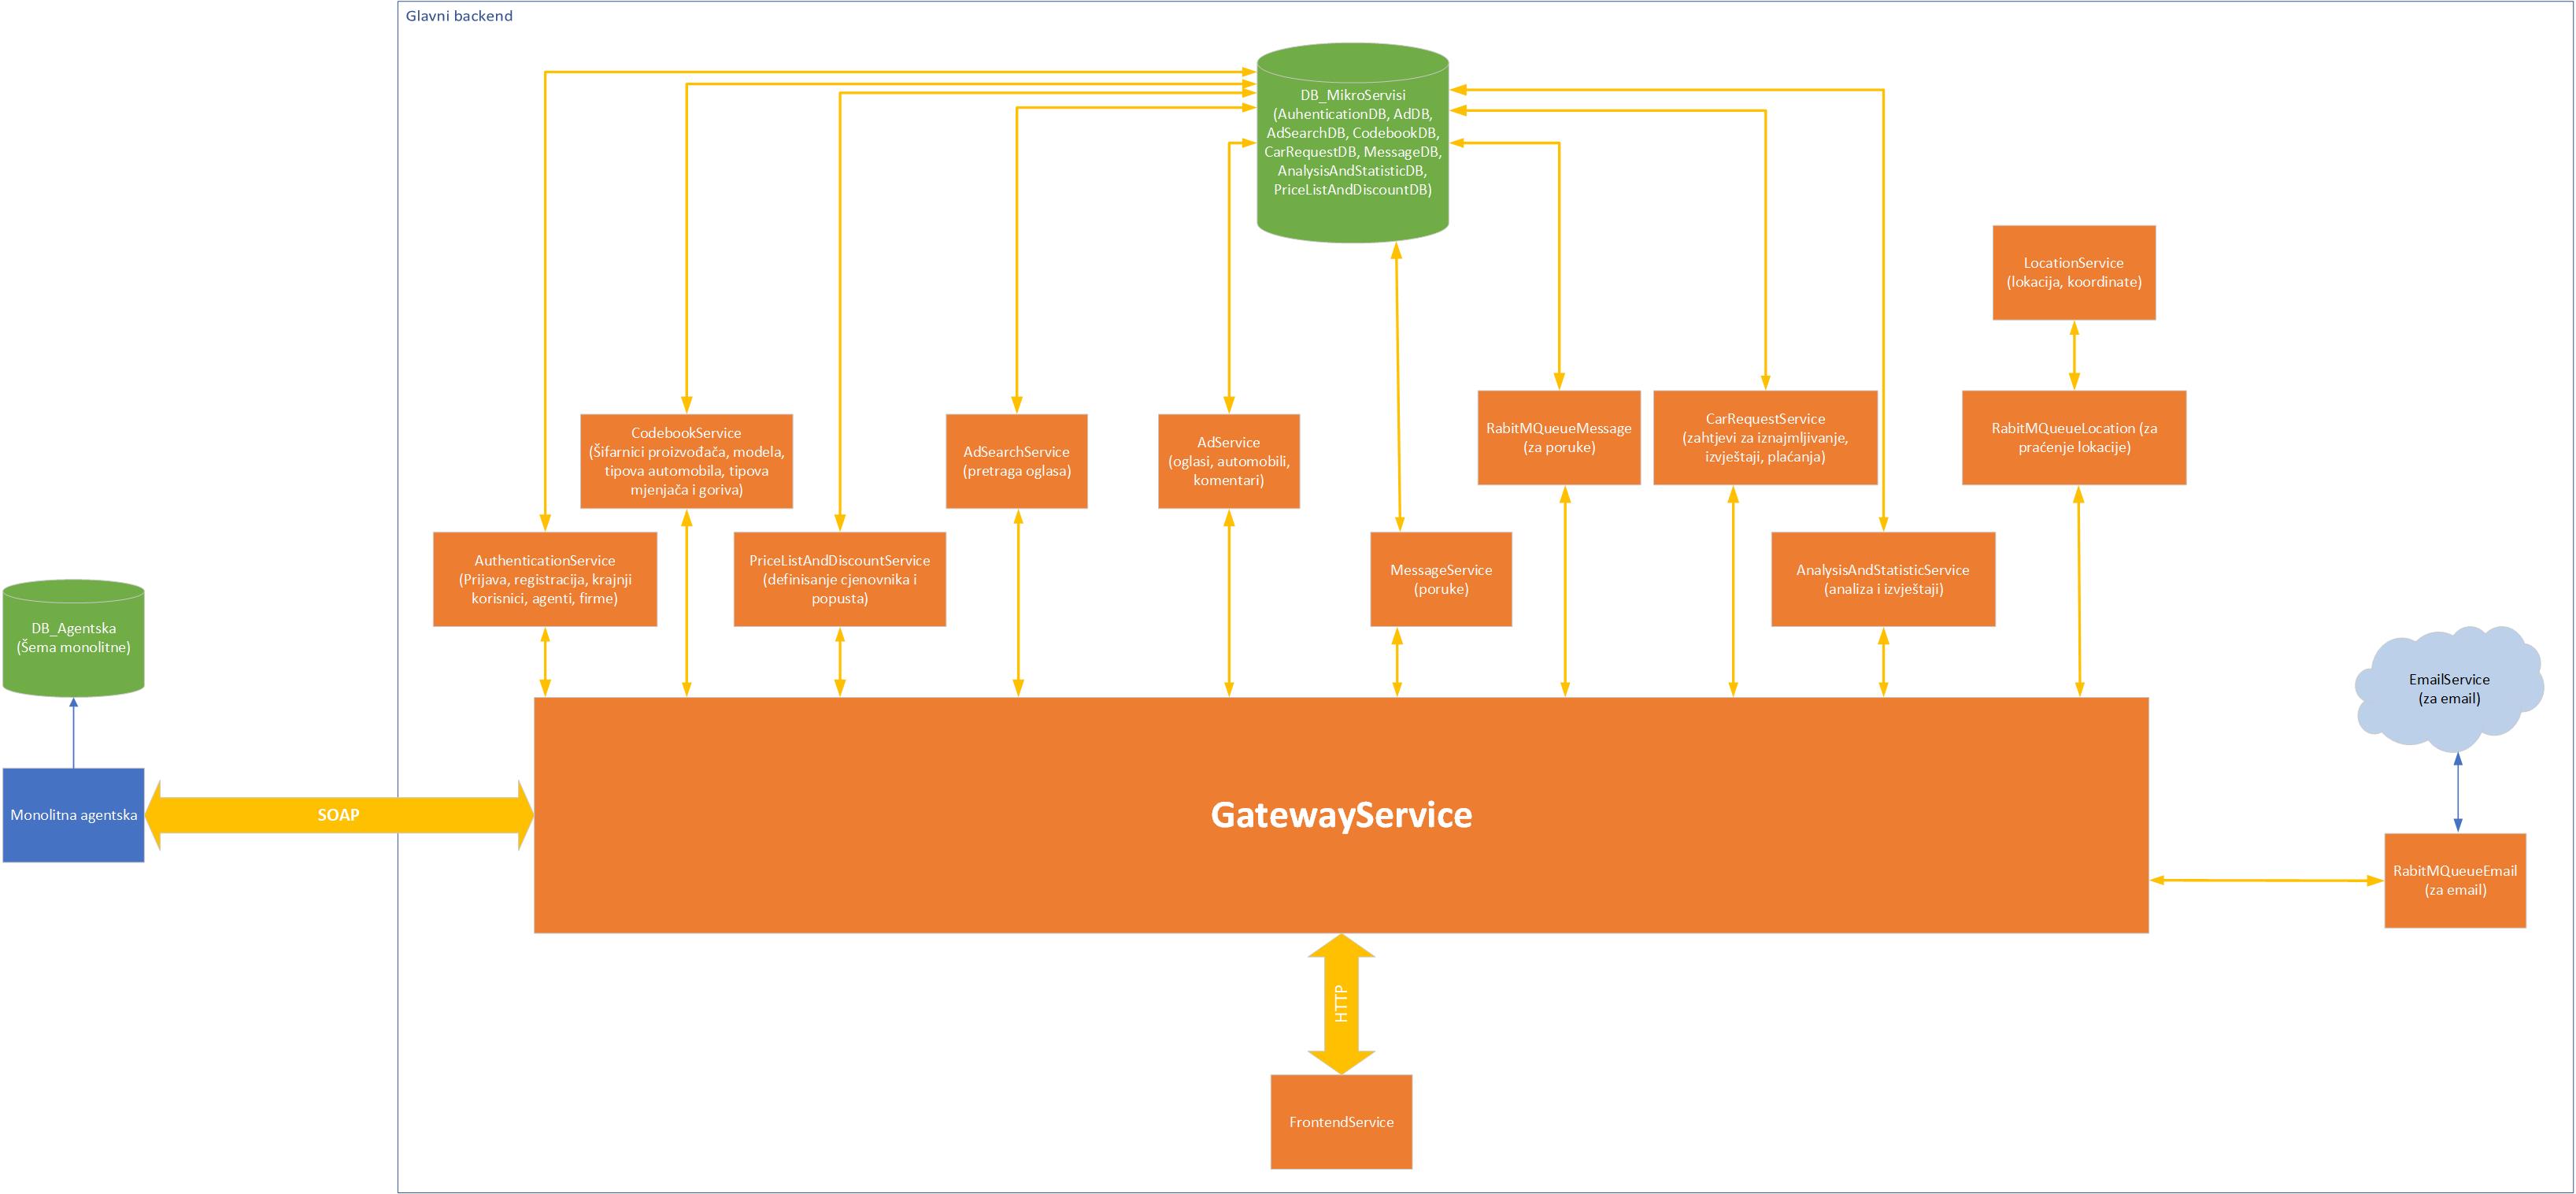 Glavni backend
DB_MikroServisi
(AuhenticationDB, AdDB,
AdSearchDB, CodebookDB,
CarRequestDB, MessageDB,
AnalysisAndStatisticDB,
PriceListAndDiscountDB)
LocationService
(lokacija, koordinate)
CodebookService
(Šifarnici proizvođača, modela,
tipova automobila, tipova
mjenjača i goriva)
AdSearchService
(pretraga oglasa)
AdService
(oglasi, automobili,
komentari)
RabitMQueueMessage
(za poruke)
CarRequestService
(zahtjevi za iznajmljivanje,
izvještaji, plaćanja)
RabitMQueueLocation (za
praćenje lokacije)
AuthenticationService
(Prijava, registracija, krajnji
korisnici, agenti, firme)
PriceListAndDiscountService
(definisanje cjenovnika i
popusta)
MessageService
(poruke)
AnalysisAndStatisticService
(analiza i izvještaji)
DB_Agentska
(Šema monolitne)
EmailService
(za email)
Monolitna agentska
SOAP
GatewayService
RabitMQueueEmail
(za email)
HTTP
FrontendService